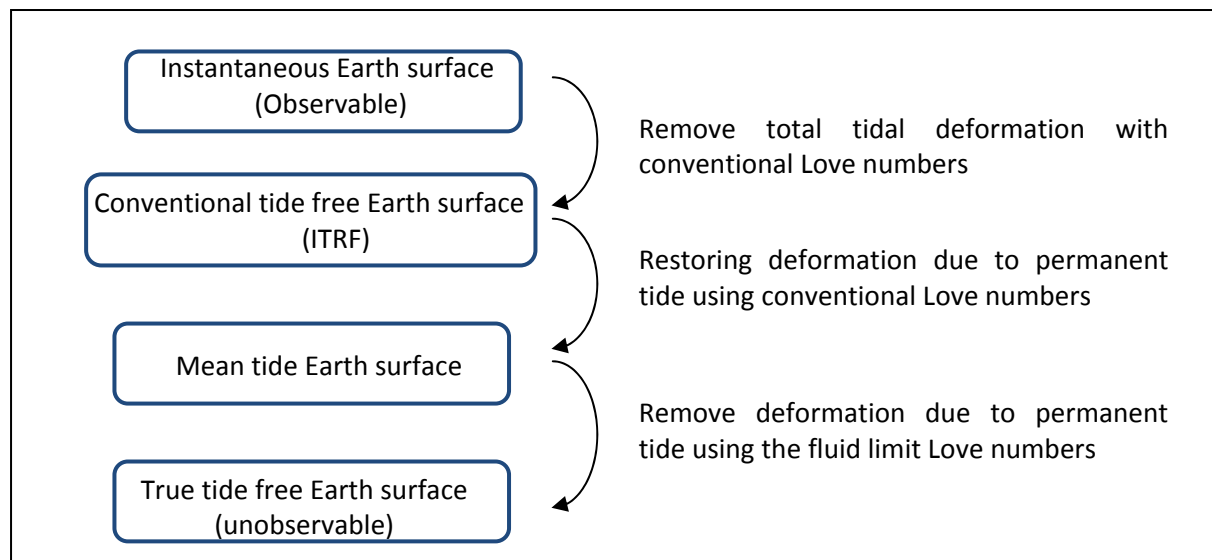 Instantaneous Earth surface
(Observable)
Remove total tidal deformation with
conventional Love numbers
Conventional tide free Earth surface
(ITRF)
Restoring deformation due to permanent
tide using conventional Love numbers
Mean tide Earth surface
Remove deformation due to permanent
tide using the fluid limit Love numbers
True tide free Earth surface
(unobservable)